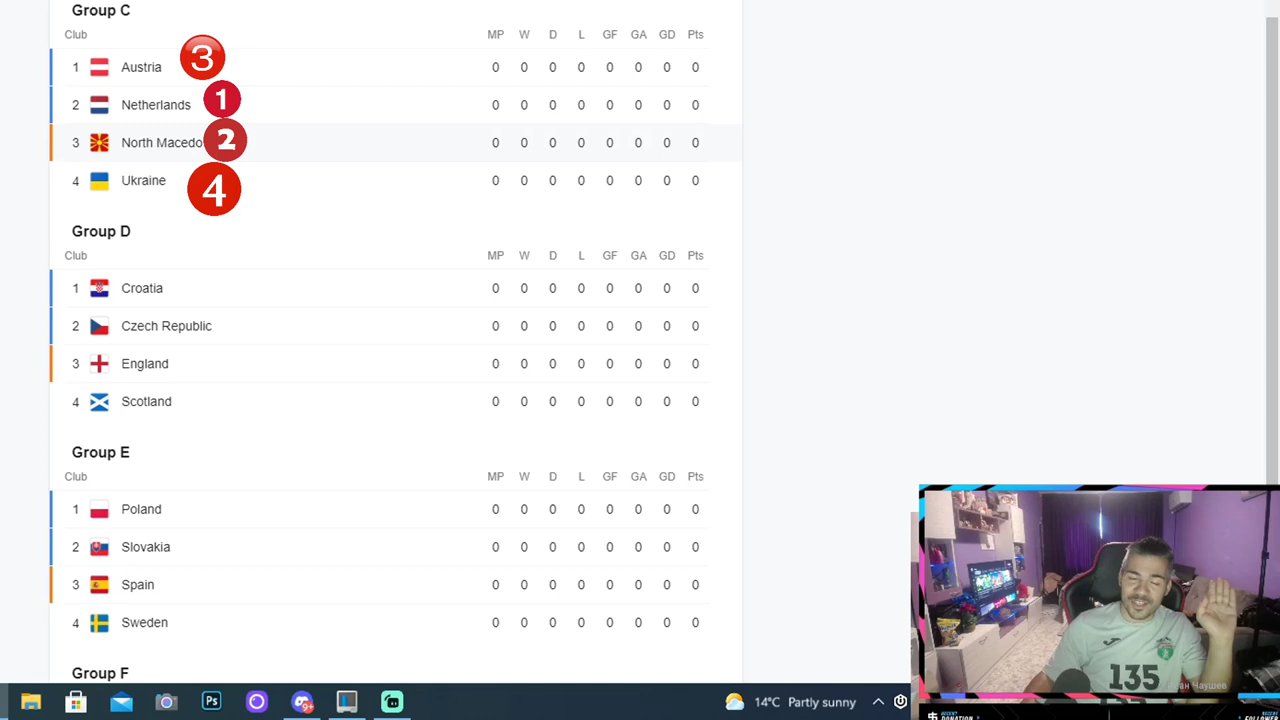 Group C
Club MP W D L GF GA GD Pts
1 Austria 3 0 0 0 0 0 0 0 0
2 Netherlands 1 0 0 0 0 0 0 0 0
3 North Macedo 2 0 0 0 0 0 0 0 0
4 Ukraine 4 0 0 0 0 0 0 0 0
Group D
Club MP W D L GF GA GD Pts
1 Croatia 0 0 0 0 0 0 0 0
2 Czech Republic 0 0 0 0 0 0 0 0
3 England 0 0 0 0 0 0 0 0
4 Scotland 0 0 0 0 0 0 0 0
Group E
Club MP W D L GF GA GD Pts
1 Poland 0 0 0 0 0 0 0 0
2 Slovakia 0 0 0 0 0 0 0 0
3 Spain 0 0 0 0 0 0 0 0
4 Sweden 0 0 0 0 0 0 0 0
Group F
135
Чаушев
Ps 14°C Partly sunny
RECENT DONATION